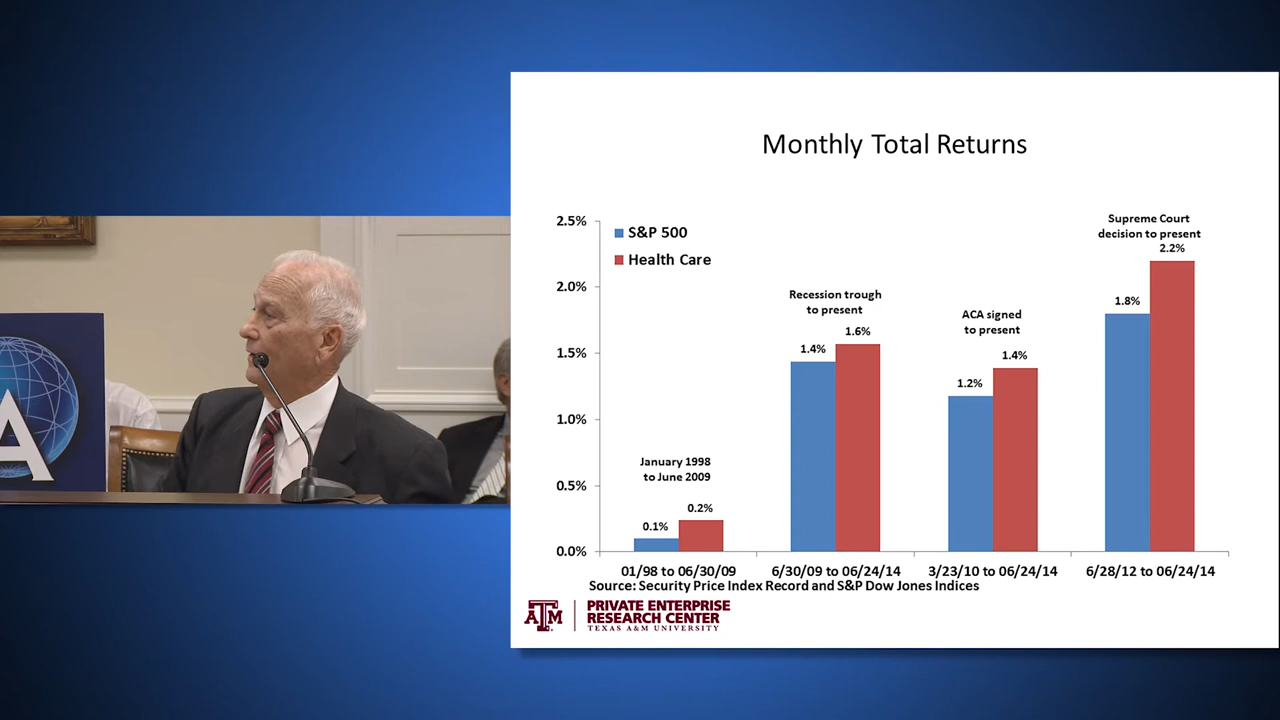 Monthly Total Returns
2.5%
2.0%
1.5%
1.0%
0.5%
0.0%
S&P 500
Health Care
January 1998
to June 2009
0.1%
0.2%
Recession trough
to present
1.4%
1.6%
ACA signed
to present
1.2%
1.4%
Supreme Court
decision to present
1.8%
2.2%
01/98 to 06/30/09
6/30/09 to 06/24/14
3/23/10 to 06/24/14
6/28/12 to 06/24/14
Source: Security Price Index Record and S&P Dow Jones Indices
ATM
PRIVATE ENTERPRISE
RESEARCH CENTER
TEXAS A&M UNIVERSITY
A